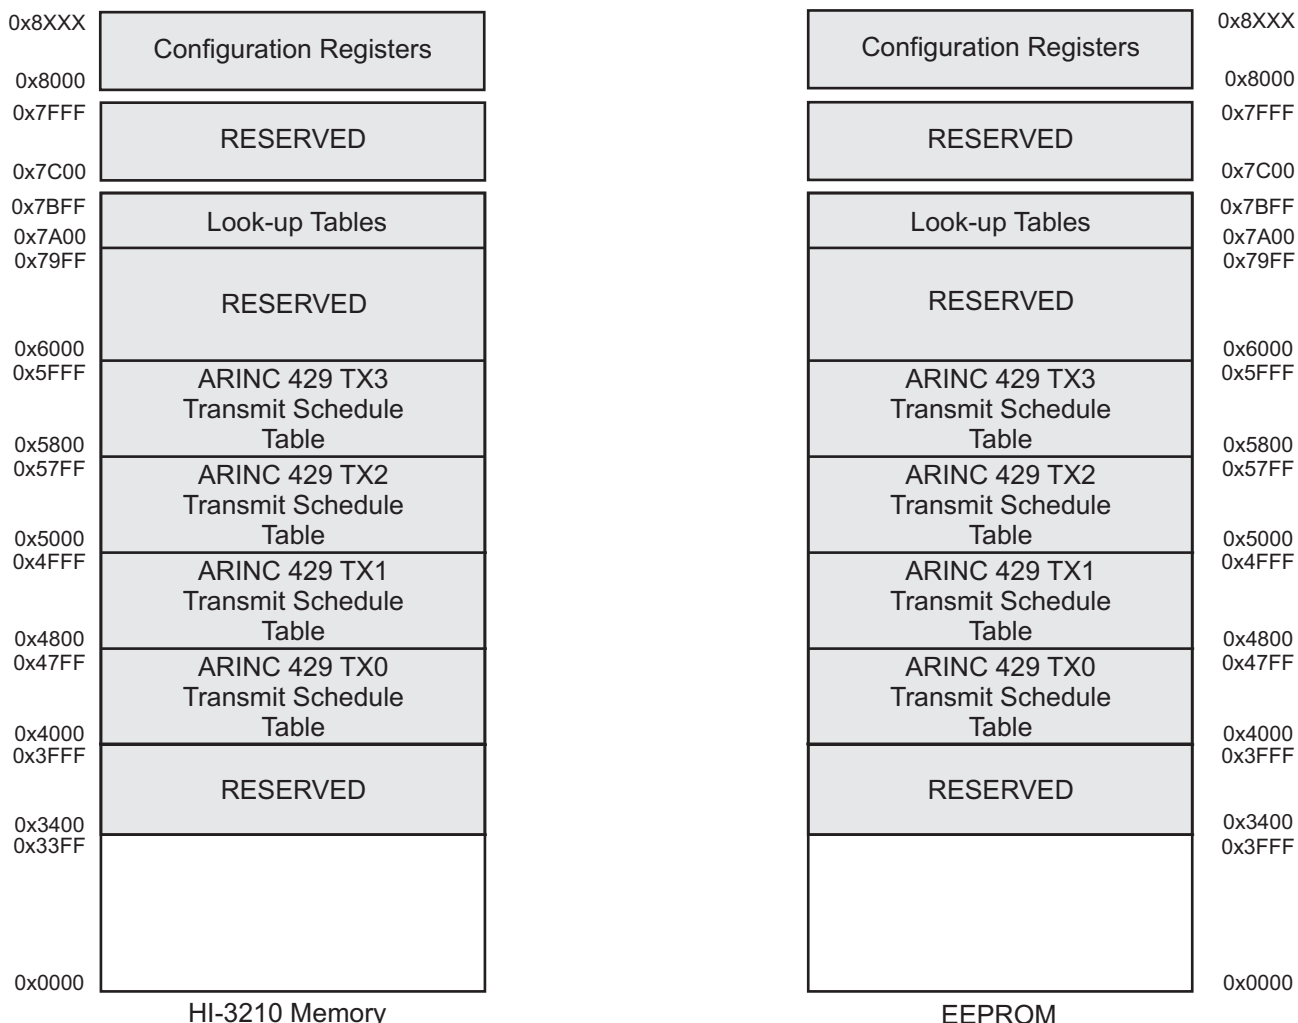 0x8XXX
Configuration Registers
0x8000
0x7FFF
RESERVED
0x7C00
0x7BFF
Look-up Tables
0x7A00
0x79FF
RESERVED
0x6000
0x5FFF
ARINC 429 TX3
Transmit Schedule
Table
0x5800
0x57FF
ARINC 429 TX2
Transmit Schedule
Table
0x5000
0x4FFF
ARINC 429 TX1
Transmit Schedule
Table
0x4800
0x47FF
ARINC 429 TX0
Transmit Schedule
Table
0x4000
0x3FFF
RESERVED
0x3400
0x33FF
0x0000
HI-3210 Memory
0x8XXX
Configuration Registers
0x8000
0x7FFF
RESERVED
0x7C00
0x7BFF
Look-up Tables
0x7A00
0x79FF
RESERVED
0x6000
0x5FFF
ARINC 429 TX3
Transmit Schedule
Table
0x5800
0x57FF
ARINC 429 TX2
Transmit Schedule
Table
0x5000
0x4FFF
ARINC 429 TX1
Transmit Schedule
Table
0x4800
0x47FF
ARINC 429 TX0
Transmit Schedule
Table
0x4000
0x3FFF
RESERVED
0x3400
0x3FFF
0x0000
EEPROM